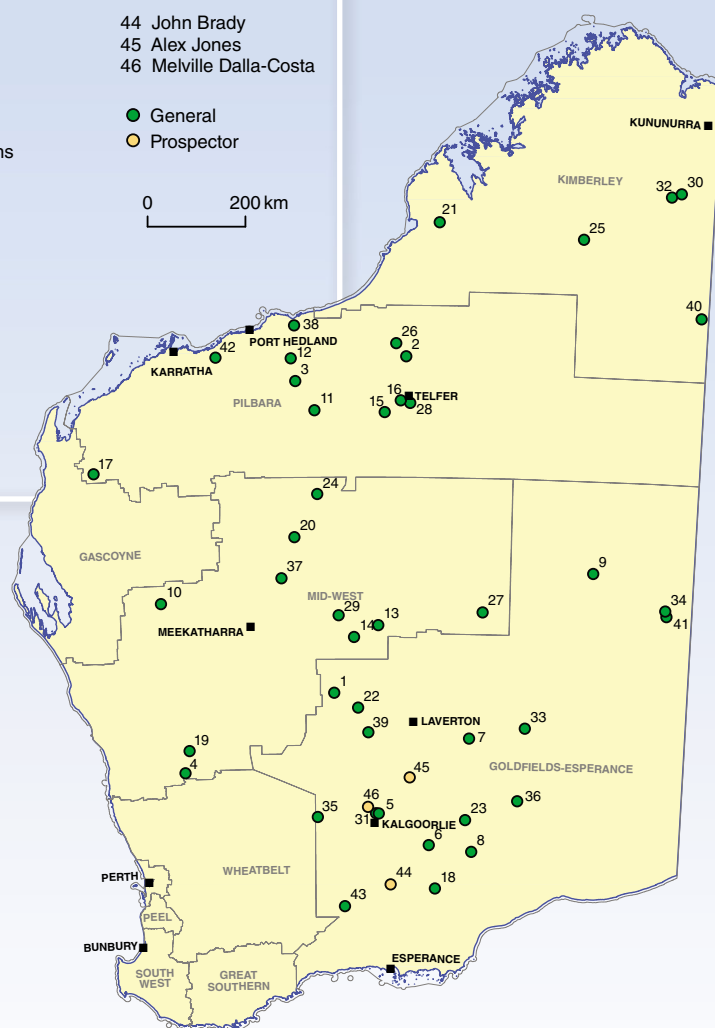 44 John Brady
45 Alex Jones
46 Melville Dalla-Costa
General
Prospector
ns
0 200 km
KUNUNURRA
KIMBERLEY
32 30
21
25
40
38
PORT HEDLAND
26
2
42
12
KARRATHA
3
16 TELFER
PILBARA
11
15
28
17
24
20
GASCOYNE
9
37
10
MID-WEST
27
34
29
13
14
41
MEEKATHARRA
1
22
39
LAVERTON
33
7
19
45
GOLDFIELDS-ESPERANCE
4
46
5
36
35
31
KALGOORLIE
23
6
8
WHEATBELT
PERTH
44
18
43
PEEL
BUNBURY
ESPERANCE
SOUTH
WEST
GREAT
SOUTHERN